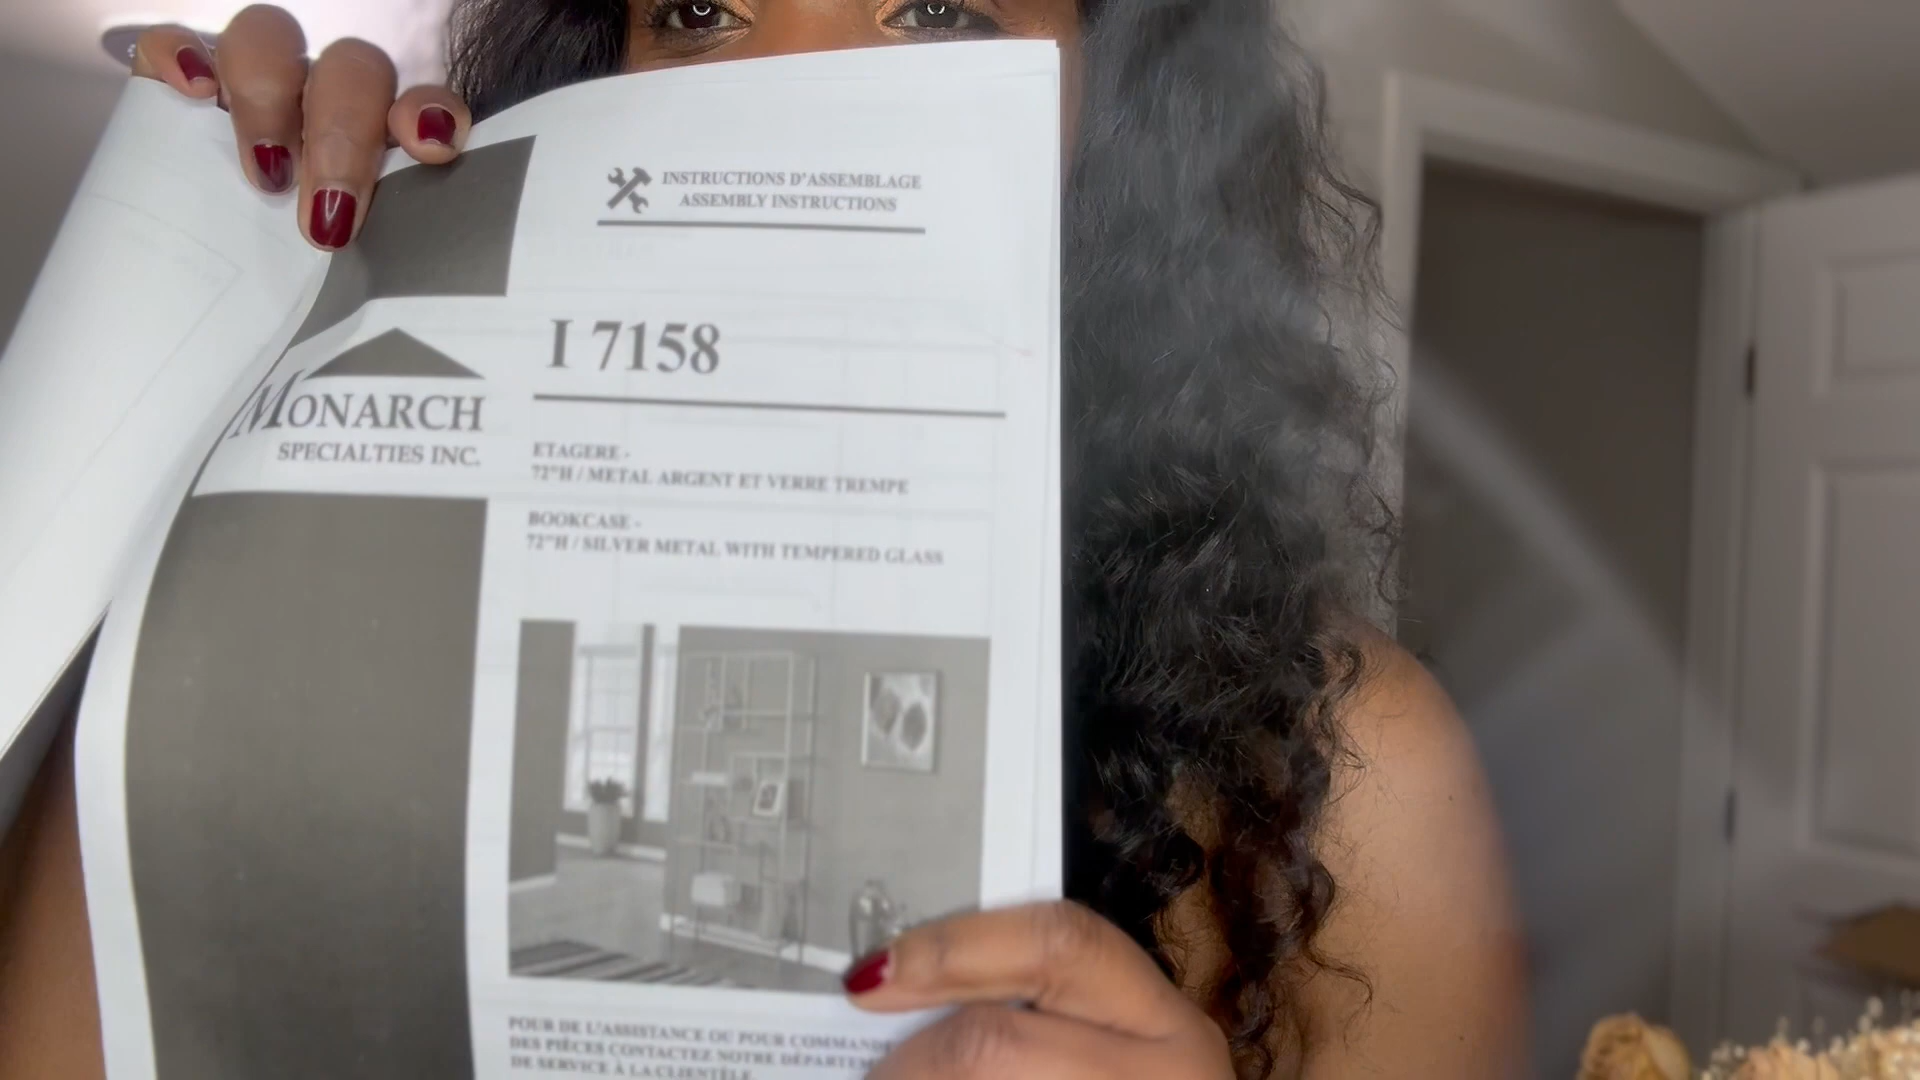 INSTRUCTIONS D'ASSEMBLAGE
ASSEMBLY INSTRUCTIONS
I 7158
MONARCH
SPECIALTIES INC.
ETAGERE -
72"H / METAL ARGENT ET VERRE TREMPE
BOOKCASE -
72"H / SILVER METAL WITH TEMPERED GLASS
POUR DE L'ASSISTANCE OU POUR COMMANDE
DES PIÈCES CONTACTEZ NOTRE DÉPARTEM
DE SERVICE À LA CLIENTÈLE